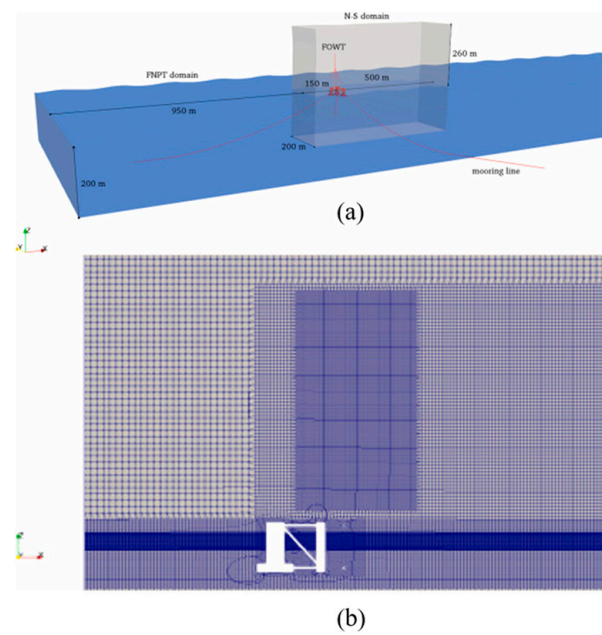 N-S domain
FOWT
260 m
FNPT domain
150 m
500 m
950 m
200 m
200 m
mooring line
(a)
Z
Y
X
(b)